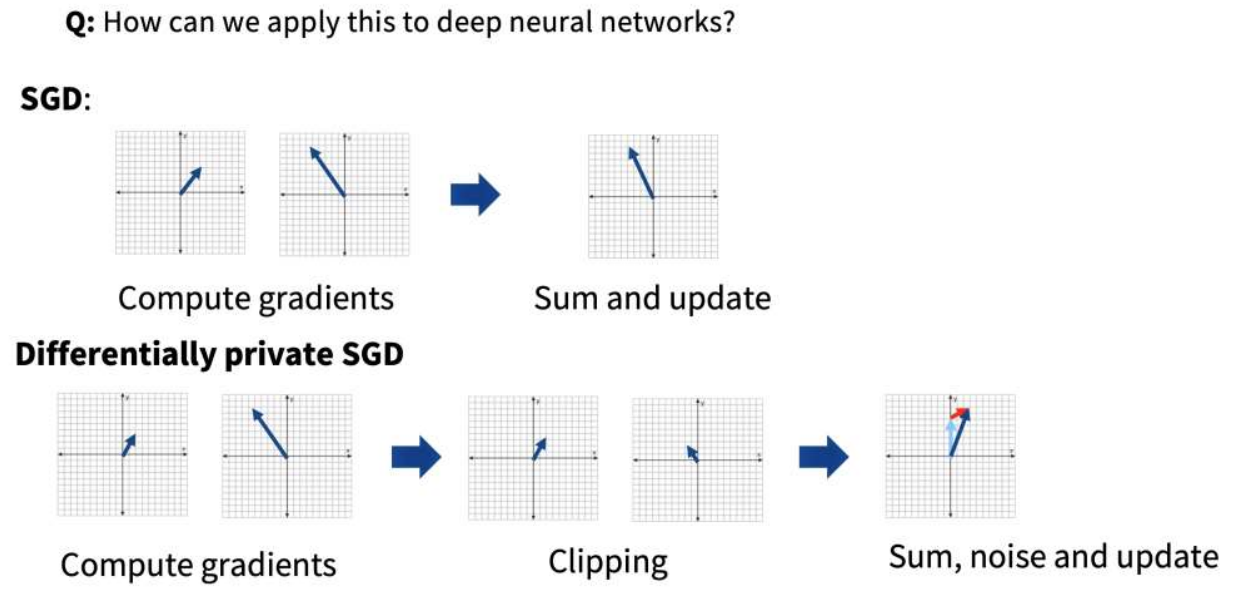 Q: How can we apply this to deep neural networks?
SGD:
Compute gradients
Sum and update
Differentially private SGD
Compute gradients
Clipping
Sum, noise and update